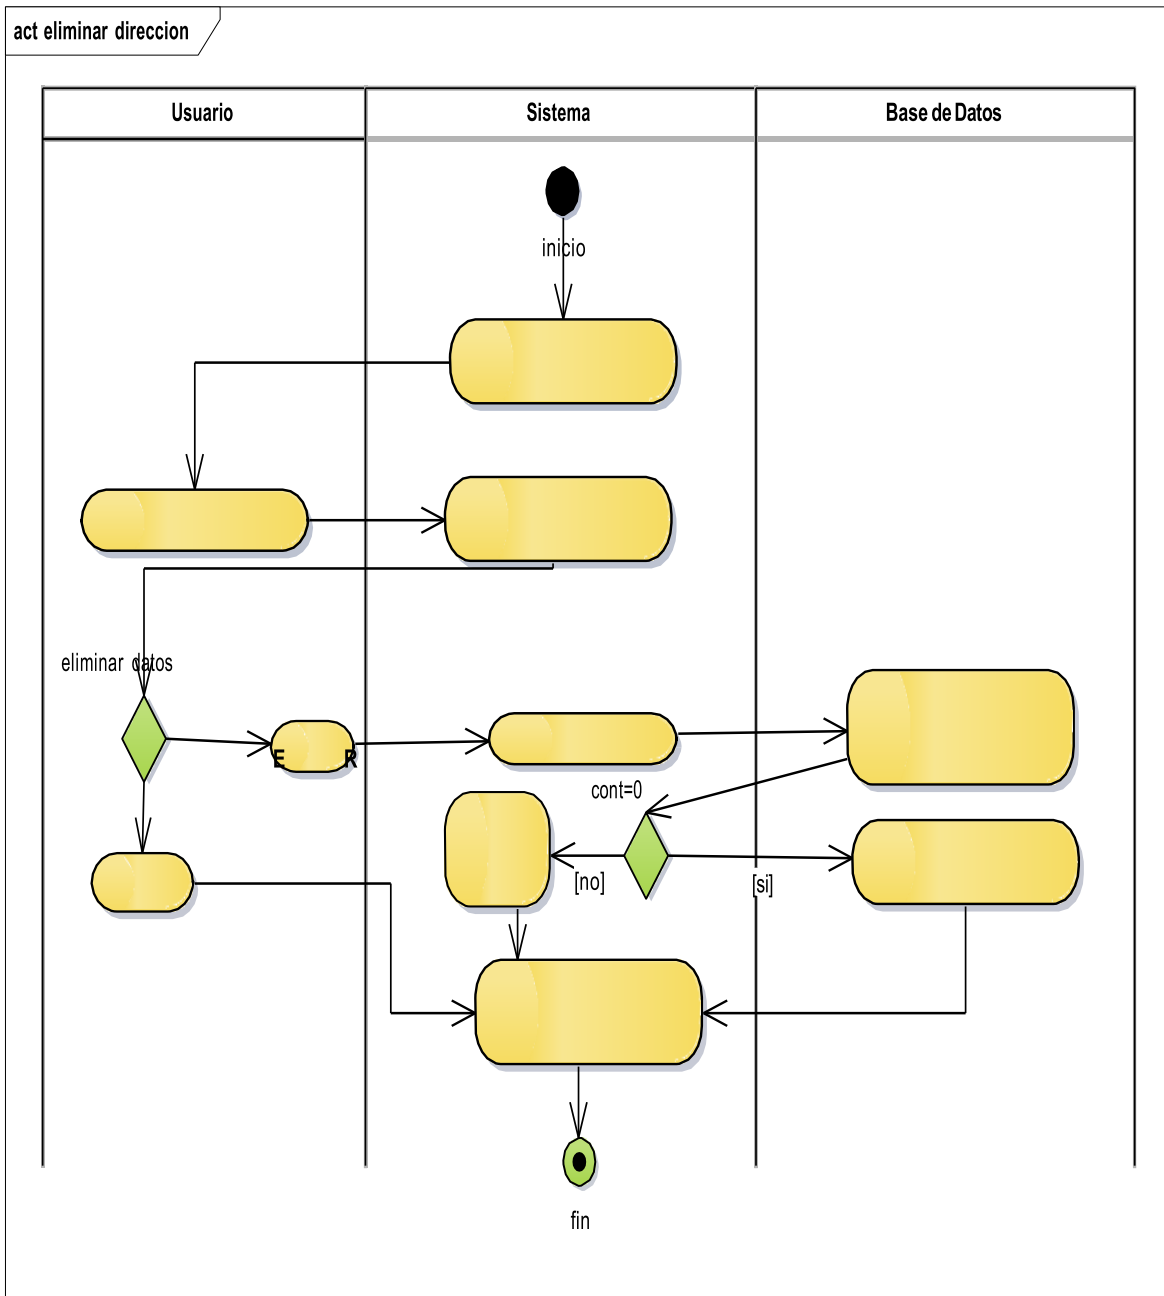 act eliminar direccion
Usuario
Sistema
Base de Datos
inicio
eliminar datos
E R
cont=0
[no]
[si]
fin